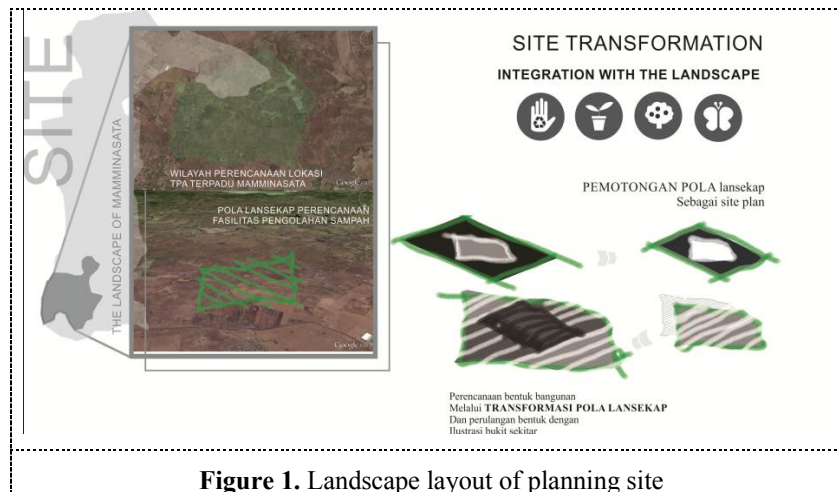 SITE
THE LANDSCAPE OF MAMMINASATA
WILAYAH PERENCANAAN LOKASI
TPA TERPADU MAMMINASATA
Google
POLA LANSEKAP PERENCANAAN
FASILITAS PENGOLAHAN SAMPAH
Google
SITE TRANSFORMATION
INTEGRATION WITH THE LANDSCAPE
PEMOTONGAN POLA lansekap
Sebagai site plan
Perencanaan bentuk bangunan
Melalui TRANSFORMASI POLA LANSEKAP
Dan perulangan bentuk dengan
Ilustrasi bukit sekitar
Figure 1. Landscape layout of planning site